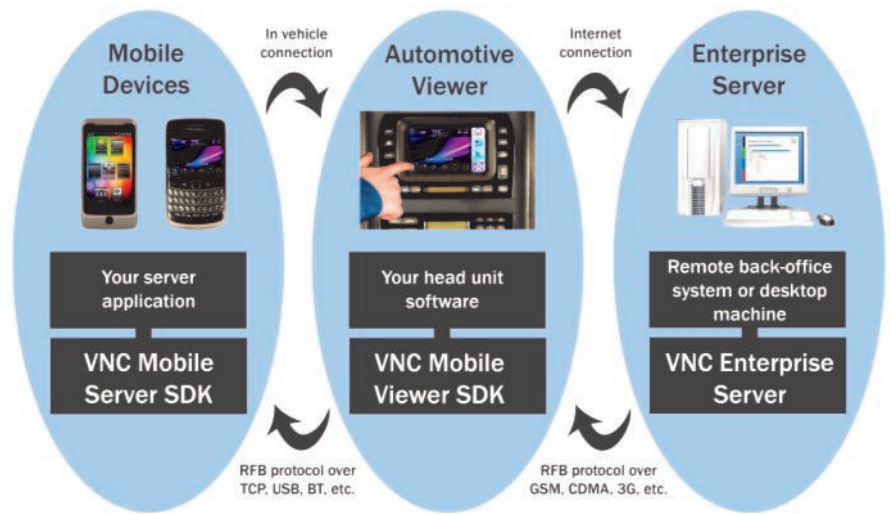 Mobile
Devices
In vehicle
connection
Automotive
Viewer
Internet
connection
Enterprise
Server
Your server
application
VNC Mobile
Server SDK
Your head unit
software
VNC Mobile
Viewer SDK
Remote back-office
system or desktop
machine
VNC Enterprise
Server
RFB protocol over
TCP, USB, BT, etc.
RFB protocol over
GSM, CDMA, 3G, etc.